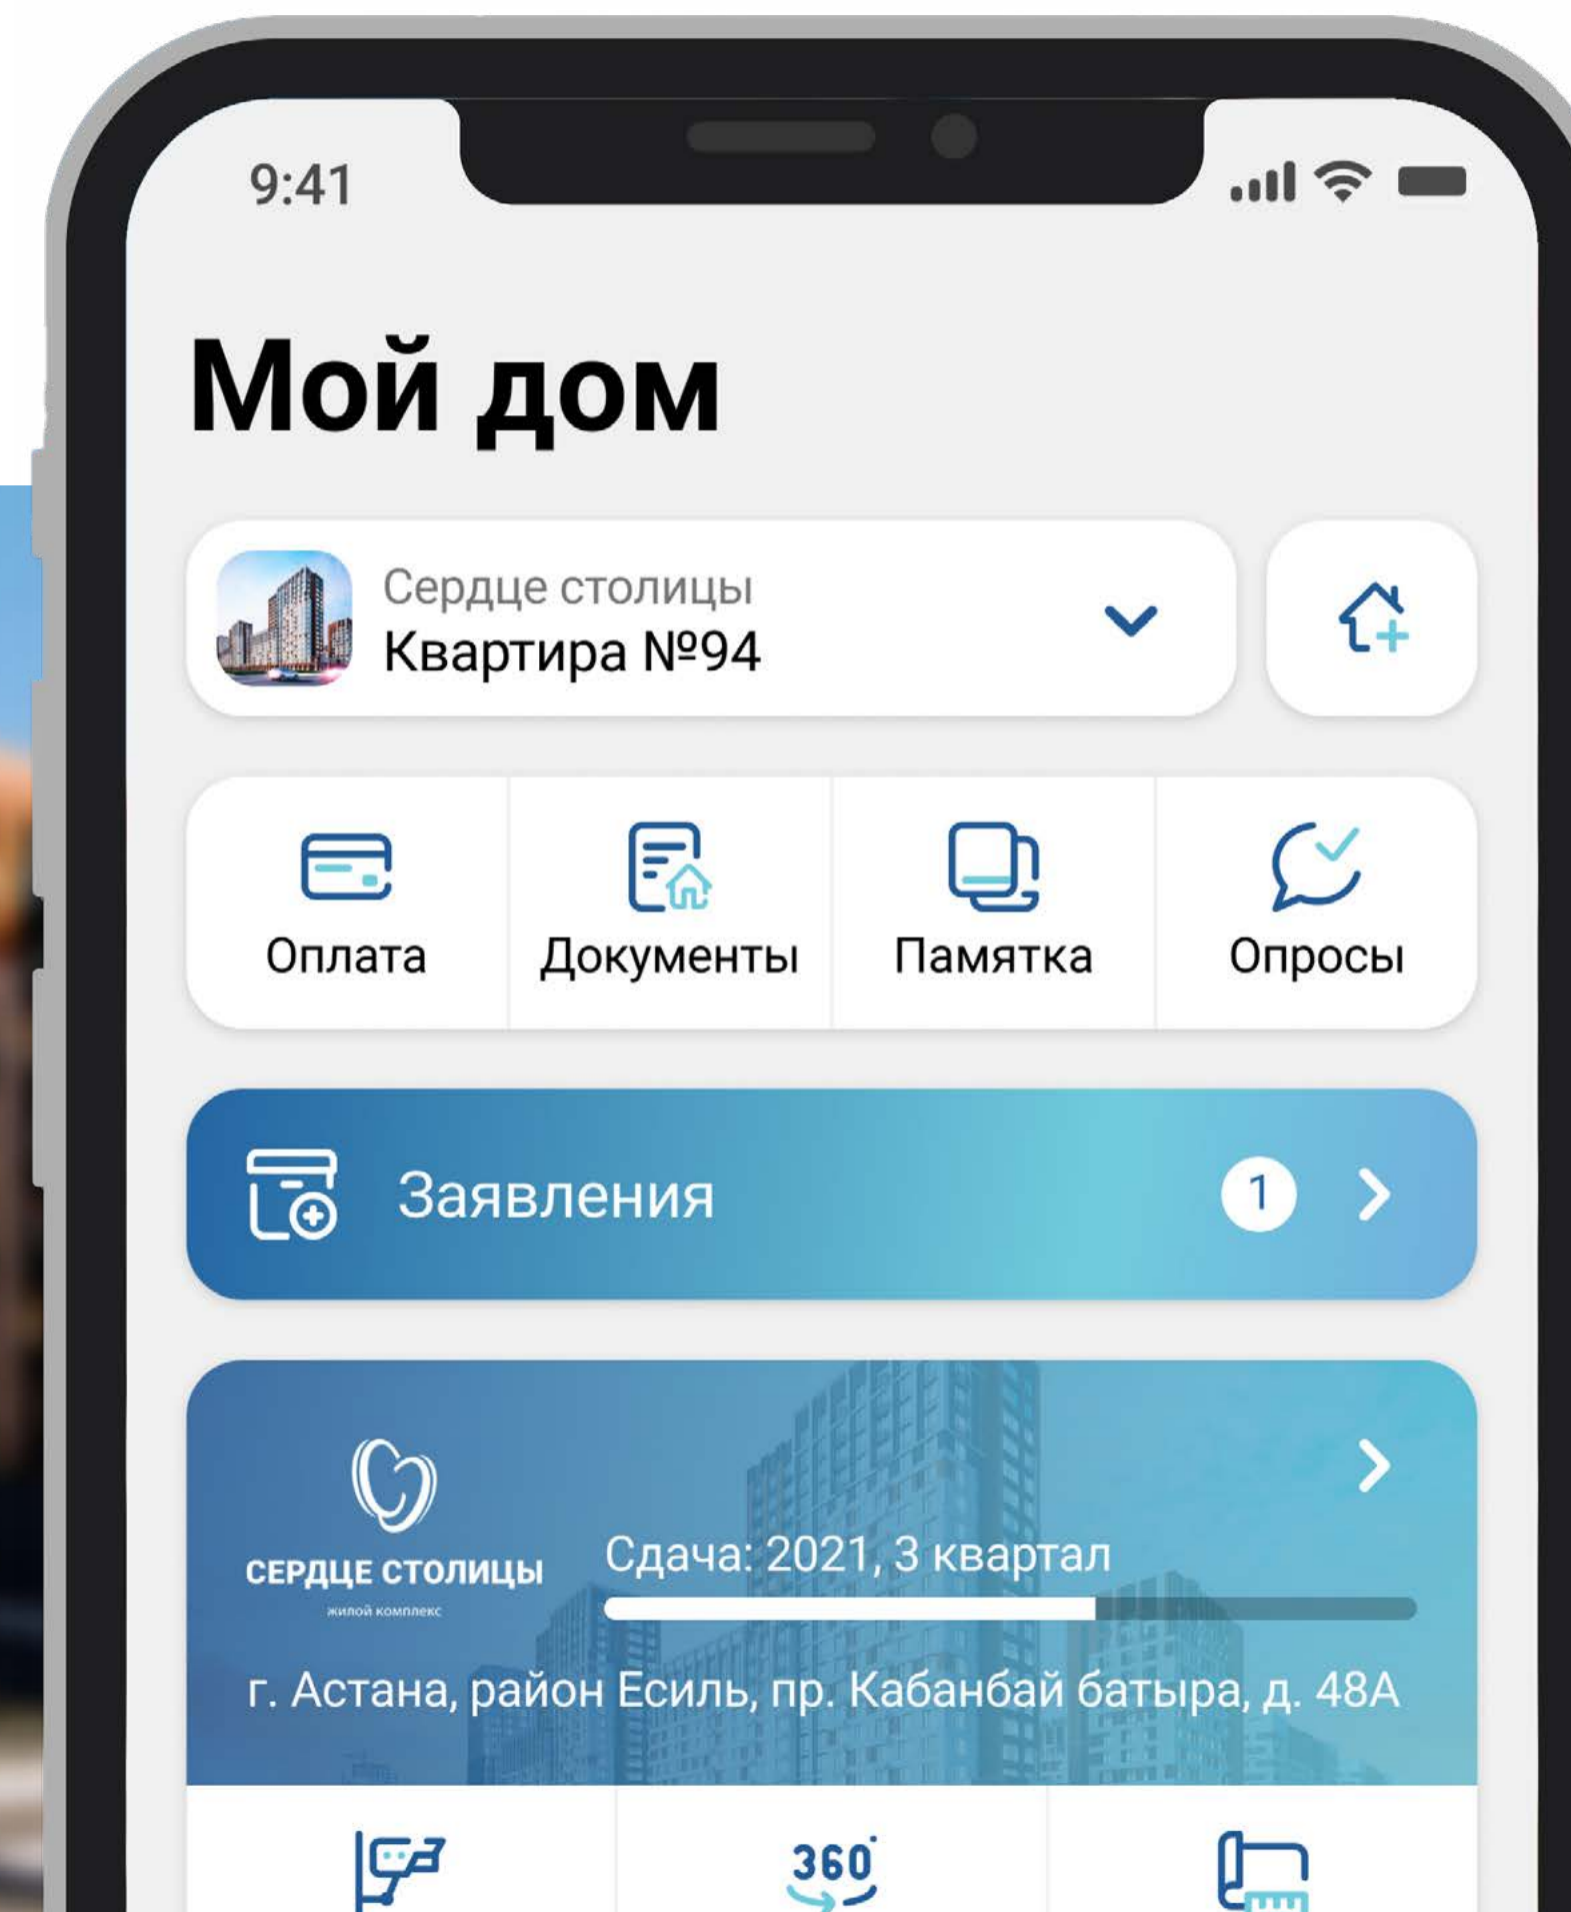 9:41
Мой дом
Сердце столицы
Квартира №94
Оплата
Документы
Памятка
Опросы
Заявления
1
СЕРДЦЕ СТОЛИЦЫ
жилой комплекс
Сдача: 2021, 3 квартал
г. Астана, район Есиль, пр. Кабанбай батыра, д. 48А
360°